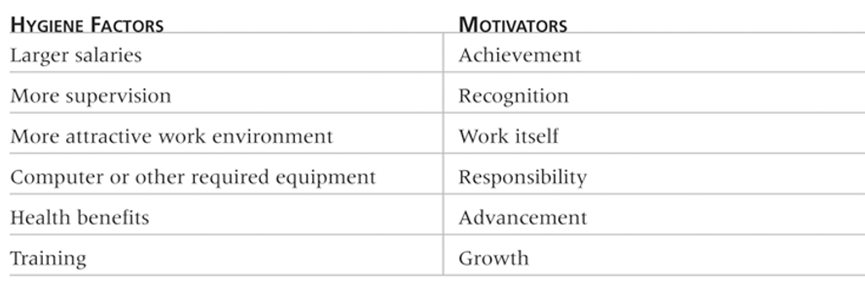 HYGIENE FACTORS MOTIVATORS
Larger salaries Achievement
More supervision Recognition
More attractive work environment Work itself
Computer or other required equipment Responsibility
Health benefits Advancement
Training Growth